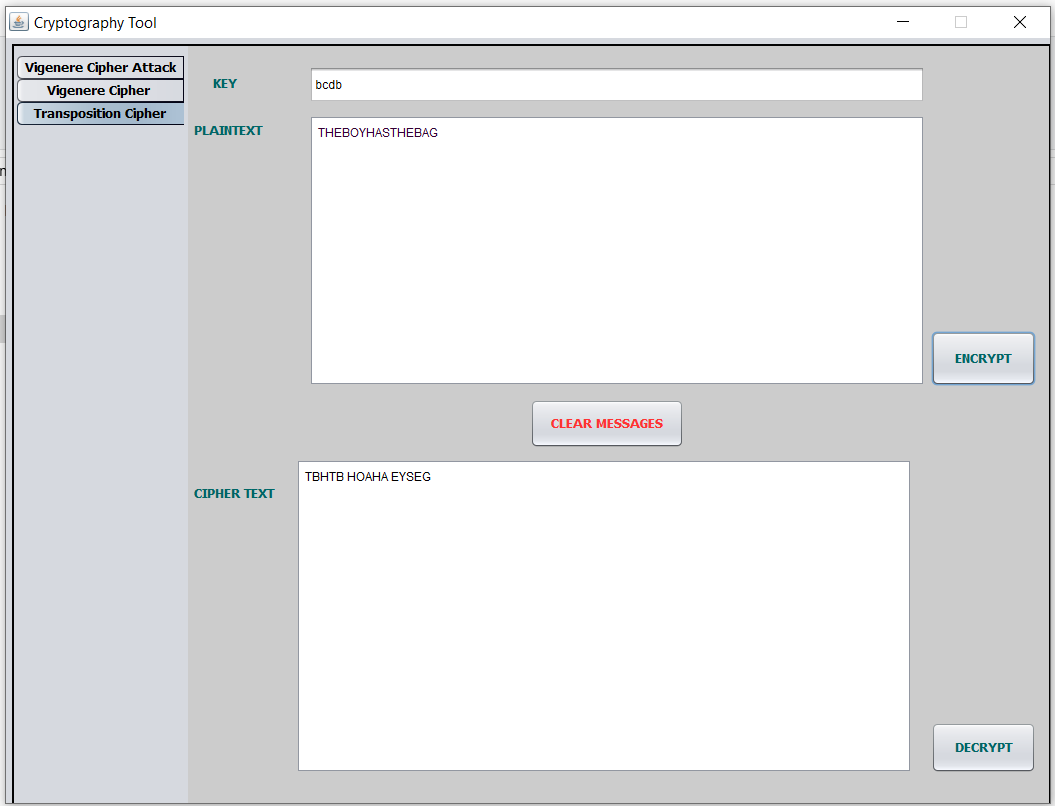 Cryptography Tool
Vigenere Cipher Attack
Vigenere Cipher
Transposition Cipher
KEY
bcdb
PLAINTEXT
THEBOYHASTHEBAG
ENCRYPT
CLEAR MESSAGES
CIPHER TEXT
TBHTB HOAHA EYSEG
DECRYPT